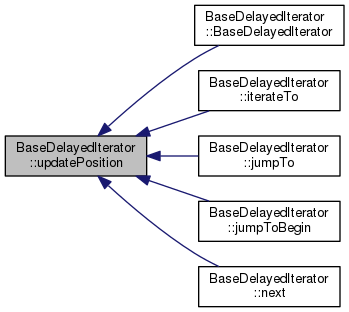 BaseDelayedIterator
::BaseDelayedIterator
BaseDelayedIterator
::iterateTo
BaseDelayedIterator
::updatePosition
BaseDelayedIterator
::jumpTo
BaseDelayedIterator
::jumpToBegin
BaseDelayedIterator
::next